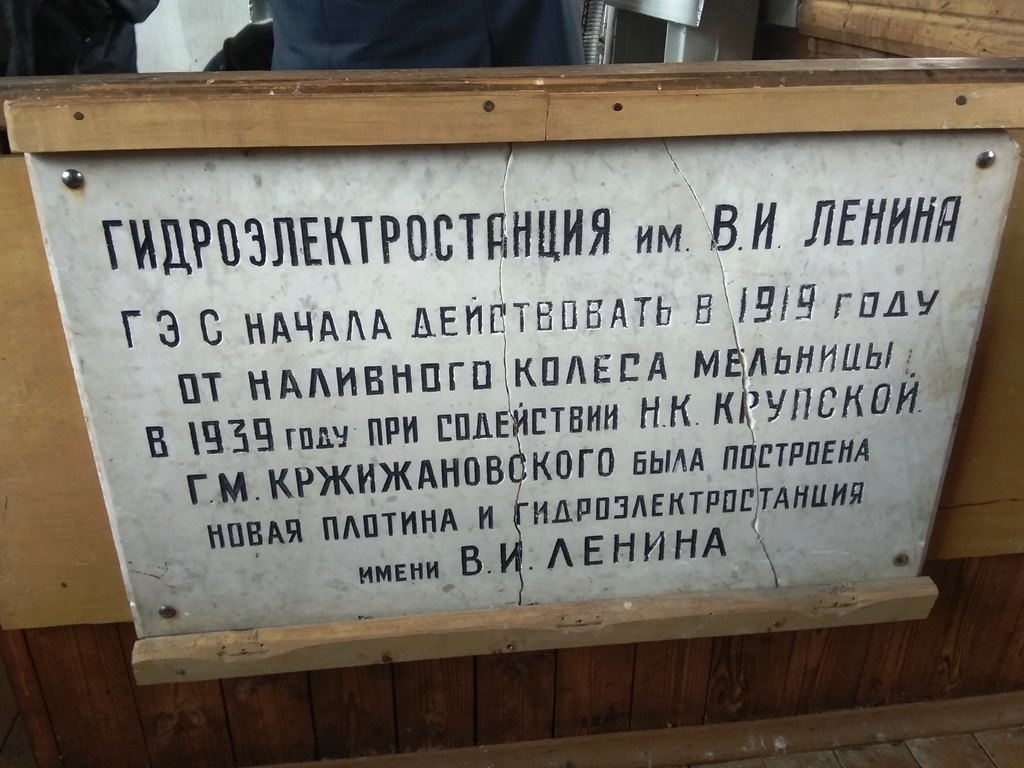 ГИДРОЭЛЕКТРОСТАНЦИЯ ИМ. В.И. ЛЕНИНА
ГЭС НАЧАЛА ДЕЙСТВОВАТЬ В 1919 ГОДУ
ОТ НАЛИВНОГО КОЛЕСА МЕЛЬНИЦЫ
В 1939 ГОДУ ПРИ СОДЕЙСТВИИ Н.К. КРУПСКОЙ
Г.М. КРЖИЖАНОВСКОГО БЫЛА ПОСТРОЕНА
НОВАЯ ПЛОТИНА И ГИДРОЭЛЕКТРОСТАНЦИЯ
ИМЕНИ В.И. ЛЕНИНА